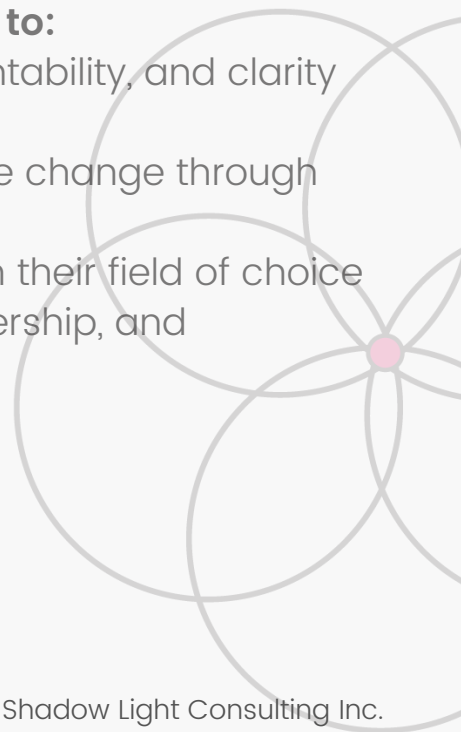 to:
ntability, and clarity
e change through
n their field of choice
ership, and
Shadow Light Consulting Inc.